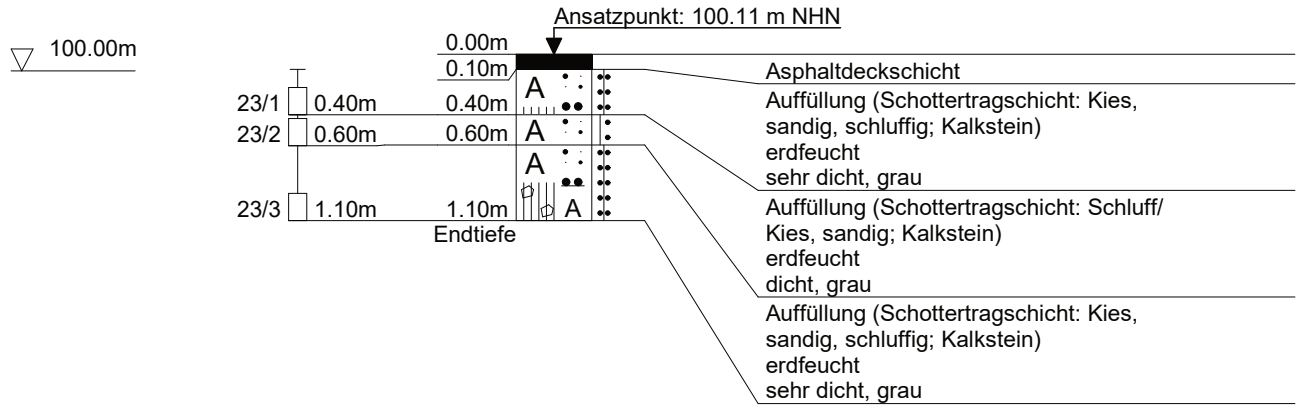 Ansatzpunkt: 100.11 m NHN
100.00m
0.00m
0.10m
Asphaltdeckschicht
23/1 0.40m 0.40m
A
Auffüllung (Schottertragschicht: Kies,
sandig, schluffig; Kalkstein)
erdfeucht
sehr dicht, grau
23/2 0.60m 0.60m
A
Auffüllung (Schottertragschicht: Schluff/
Kies, sandig; Kalkstein)
erdfeucht
dicht, grau
A
23/3 1.10m 1.10m
A
Endtiefe
Auffüllung (Schottertragschicht: Kies,
sandig, schluffig; Kalkstein)
erdfeucht
sehr dicht, grau